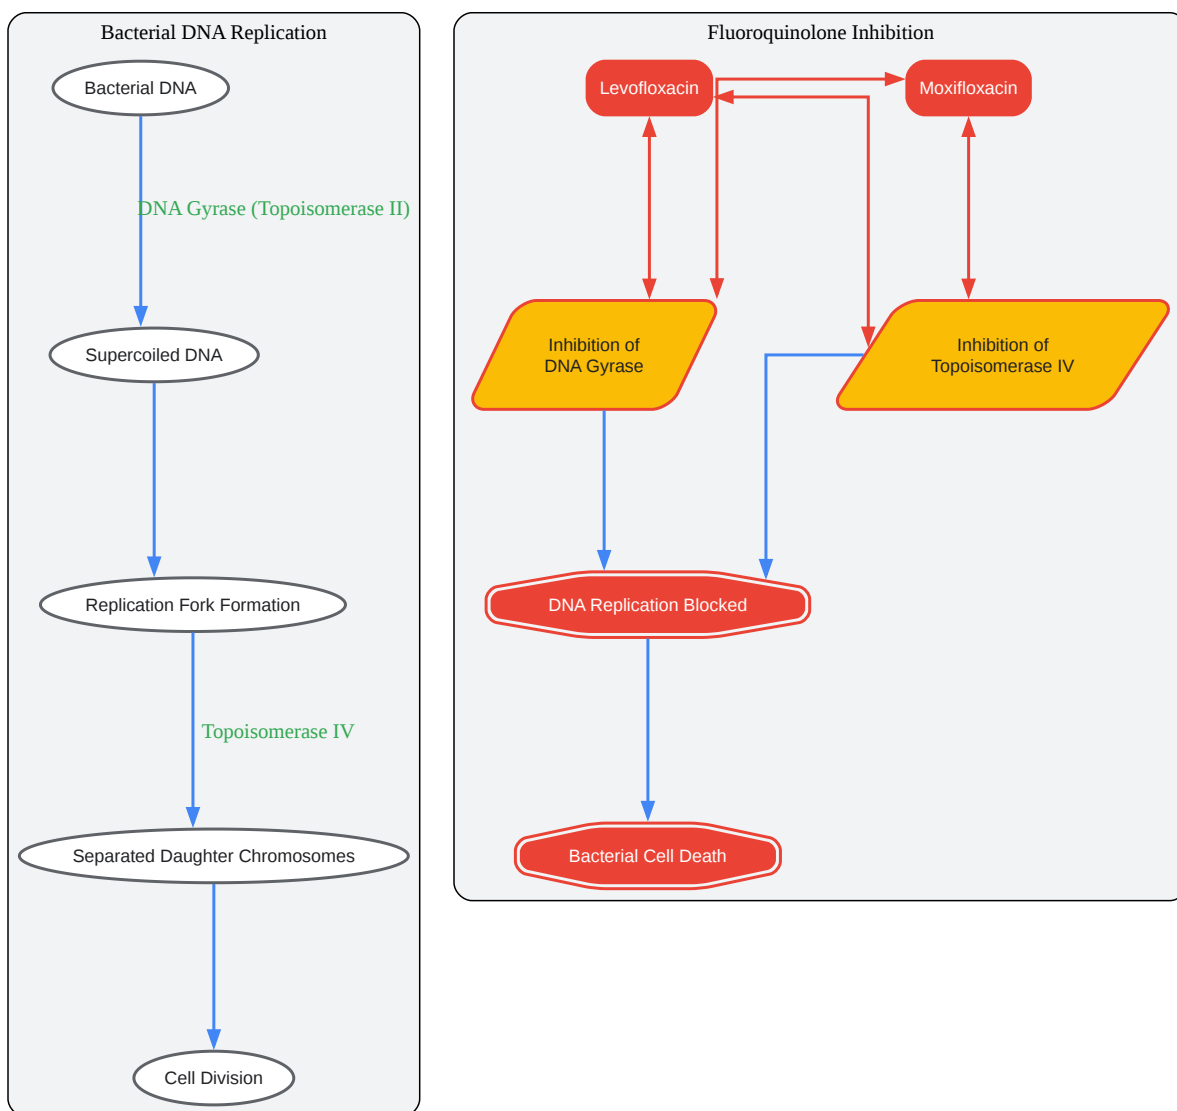 Bacterial DNA Replication
Bacterial DNA
DNA Gyrase (Topoisomerase II)
Supercoiled DNA
Replication Fork Formation
Topoisomerase IV
Separated Daughter Chromosomes
Cell Division
Fluoroquinolone Inhibition
Levofloxacin
Moxifloxacin
Inhibition of
DNA Gyrase
Inhibition of
Topoisomerase IV
DNA Replication Blocked
Bacterial Cell Death